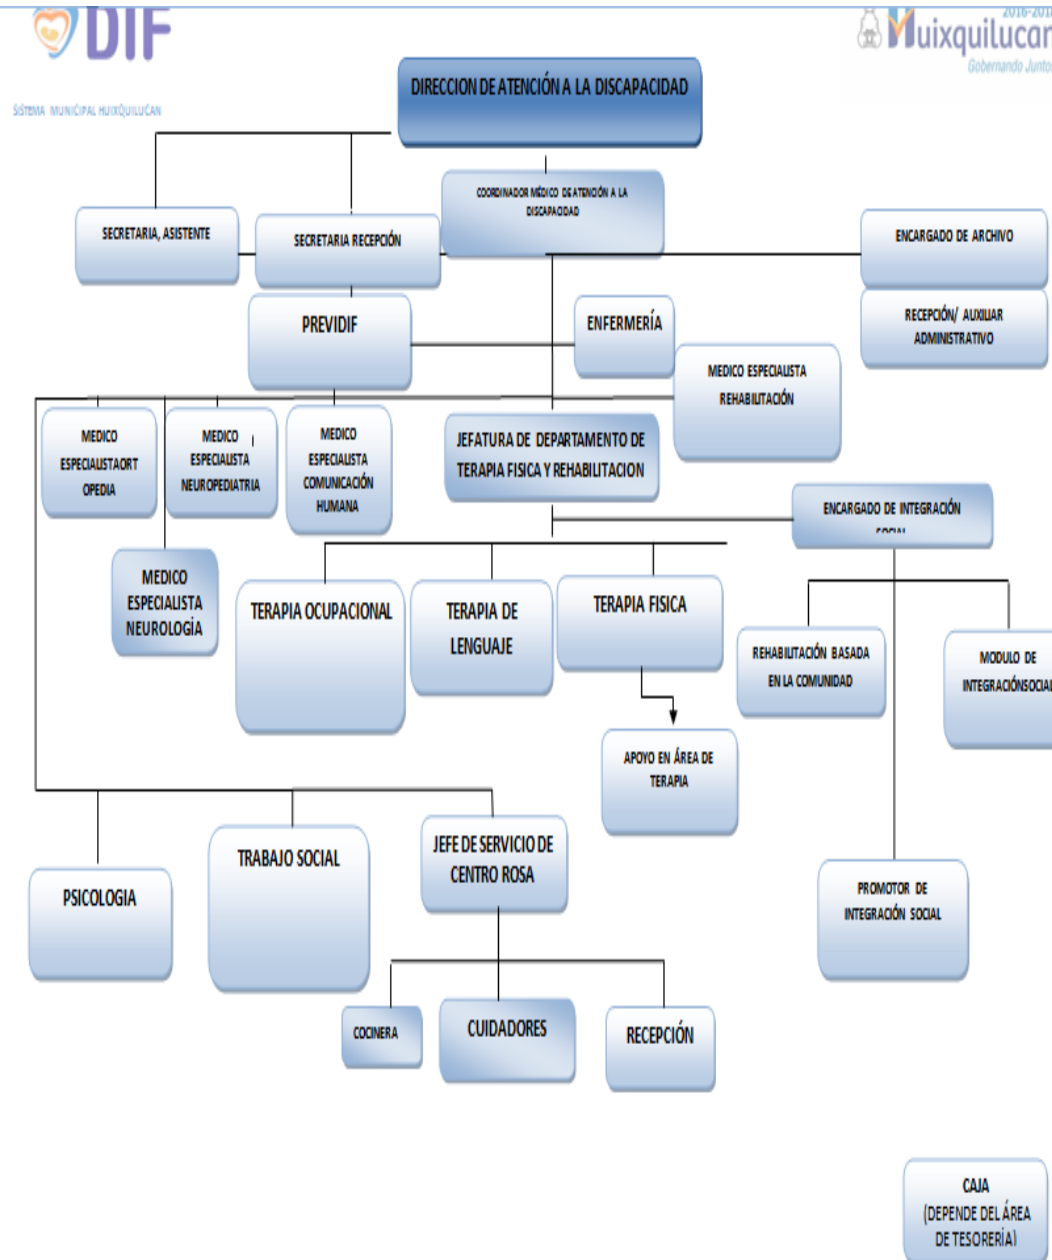 DIF
SISTEMA MUNICIPAL HUIXQUILUCAN
2016-201
Huixquilucan
Gobernando Juntos
DIRECCION DE ATENCIÓN A LA DISCAPACIDAD
COORDINADOR MÉDICO DE ATENCIÓN A LA
DISCAPACIDAD
SECRETARIA, ASISTENTE
SECRETARIA RECEPCIÓN
ENCARGADO DE ARCHIVO
RECEPCIÓN/ AUXILIAR
ADMINISTRATIVO
PREVIDIF
ENFERMERÍA
MEDICO ESPECIALISTA
REHABILITACIÓN
MEDICO
ESPECIALISTAORT
OPEDIA
MEDICO
ESPECIALISTA
NEUROPEDIATRIA
MEDICO
ESPECIALISTA
COMUNICACIÓN
HUMANA
JEFATURA DE DEPARTAMENTO DE
TERAPIA FISICA Y REHABILITACION
ENCARGADO DE INTEGRACIÓN
SOCIAL
MEDICO
ESPECIALISTA
NEUROLOGÌA
TERAPIA OCUPACIONAL
TERAPIA DE
LENGUAJE
TERAPIA FISICA
REHABILITACIÓN BASADA
EN LA COMUNIDAD
MODULO DE
INTEGRACIÓNSOCIAL
APOYO EN ÁREA DE
TERAPIA
PSICOLOGIA
TRABAJO SOCIAL
JEFE DE SERVICIO DE
CENTRO ROSA
PROMOTOR DE
INTEGRACIÓN SOCIAL
COCINERA
CUIDADORES
RECEPCIÓN
CAJA
(DEPENDE DEL ÁREA
DE TESORERÍA)